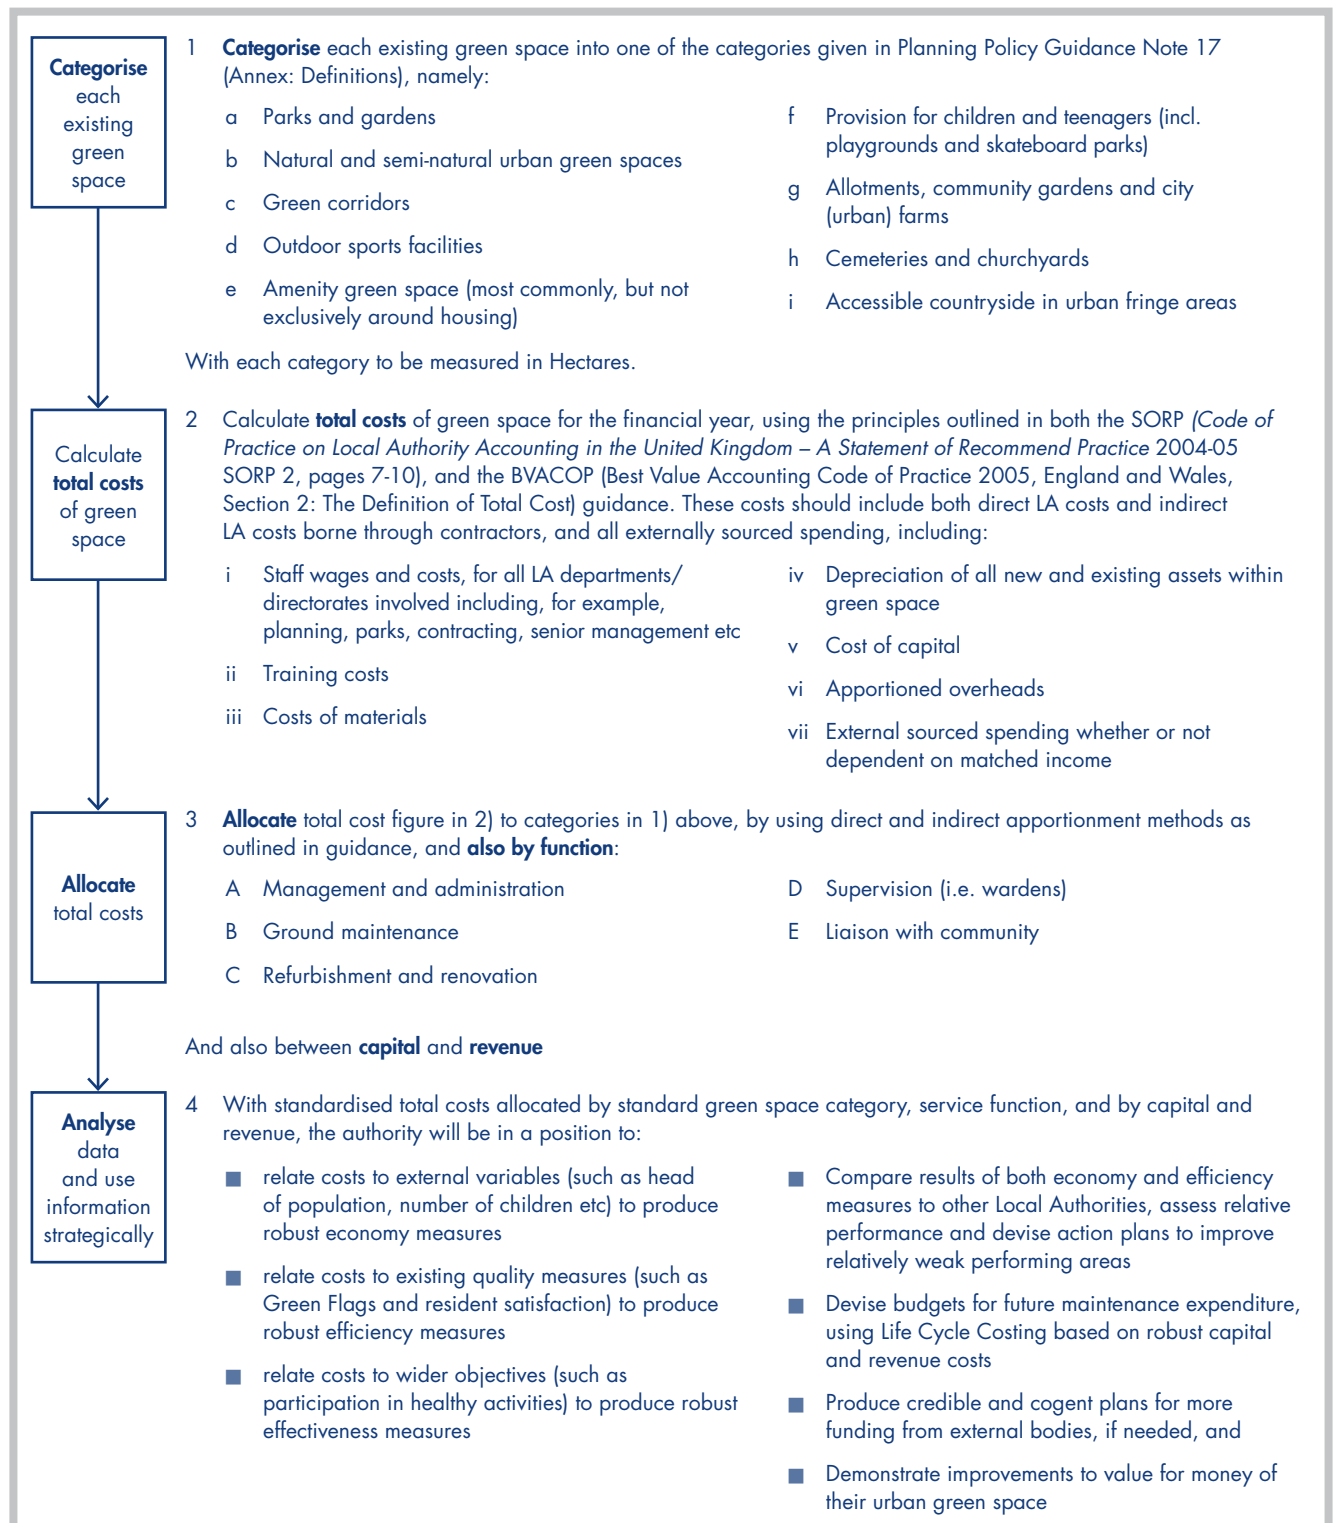 Categorise
each
existing
green
space
1 Categorise each existing green space into one of the categories given in Planning Policy Guidance Note 17
(Annex: Definitions), namely:
a Parks and gardens
b Natural and semi-natural urban green spaces
c Green corridors
d Outdoor sports facilities
e Amenity green space (most commonly, but not
exclusively around housing)
f Provision for children and teenagers (incl.
playgrounds and skateboard parks)
g Allotments, community gardens and city
(urban) farms
h Cemeteries and churchyards
i Accessible countryside in urban fringe areas
With each category to be measured in Hectares.
Calculate
total costs
of green
space
2 Calculate total costs of green space for the financial year, using the principles outlined in both the SORP (Code of
Practice on Local Authority Accounting in the United Kingdom – A Statement of Recommend Practice 2004-05
SORP 2, pages 7-10), and the BVACOP (Best Value Accounting Code of Practice 2005, England and Wales,
Section 2: The Definition of Total Cost) guidance. These costs should include both direct LA costs and indirect
LA costs borne through contractors, and all externally sourced spending, including:
i Staff wages and costs, for all LA departments/
directorates involved including, for example,
planning, parks, contracting, senior management etc
ii Training costs
iii Costs of materials
iv Depreciation of all new and existing assets within
green space
v Cost of capital
vi Apportioned overheads
vii External sourced spending whether or not
dependent on matched income
Allocate
total costs
3 Allocate total cost figure in 2) to categories in 1) above, by using direct and indirect apportionment methods as
outlined in guidance, and also by function:
A Management and administration
B Ground maintenance
C Refurbishment and renovation
D Supervision (i.e. wardens)
E Liaison with community
And also between capital and revenue
Analyse
data
and use
information
strategically
4 With standardised total costs allocated by standard green space category, service function, and by capital and
revenue, the authority will be in a position to:
■ relate costs to external variables (such as head
of population, number of children etc) to produce
robust economy measures
■ relate costs to existing quality measures (such as
Green Flags and resident satisfaction) to produce
robust efficiency measures
■ relate costs to wider objectives (such as
participation in healthy activities) to produce robust
effectiveness measures
■ Compare results of both economy and efficiency
measures to other Local Authorities, assess relative
performance and devise action plans to improve
relatively weak performing areas
■ Devise budgets for future maintenance expenditure,
using Life Cycle Costing based on robust capital
and revenue costs
■ Produce credible and cogent plans for more
funding from external bodies, if needed, and
■ Demonstrate improvements to value for money of
their urban green space